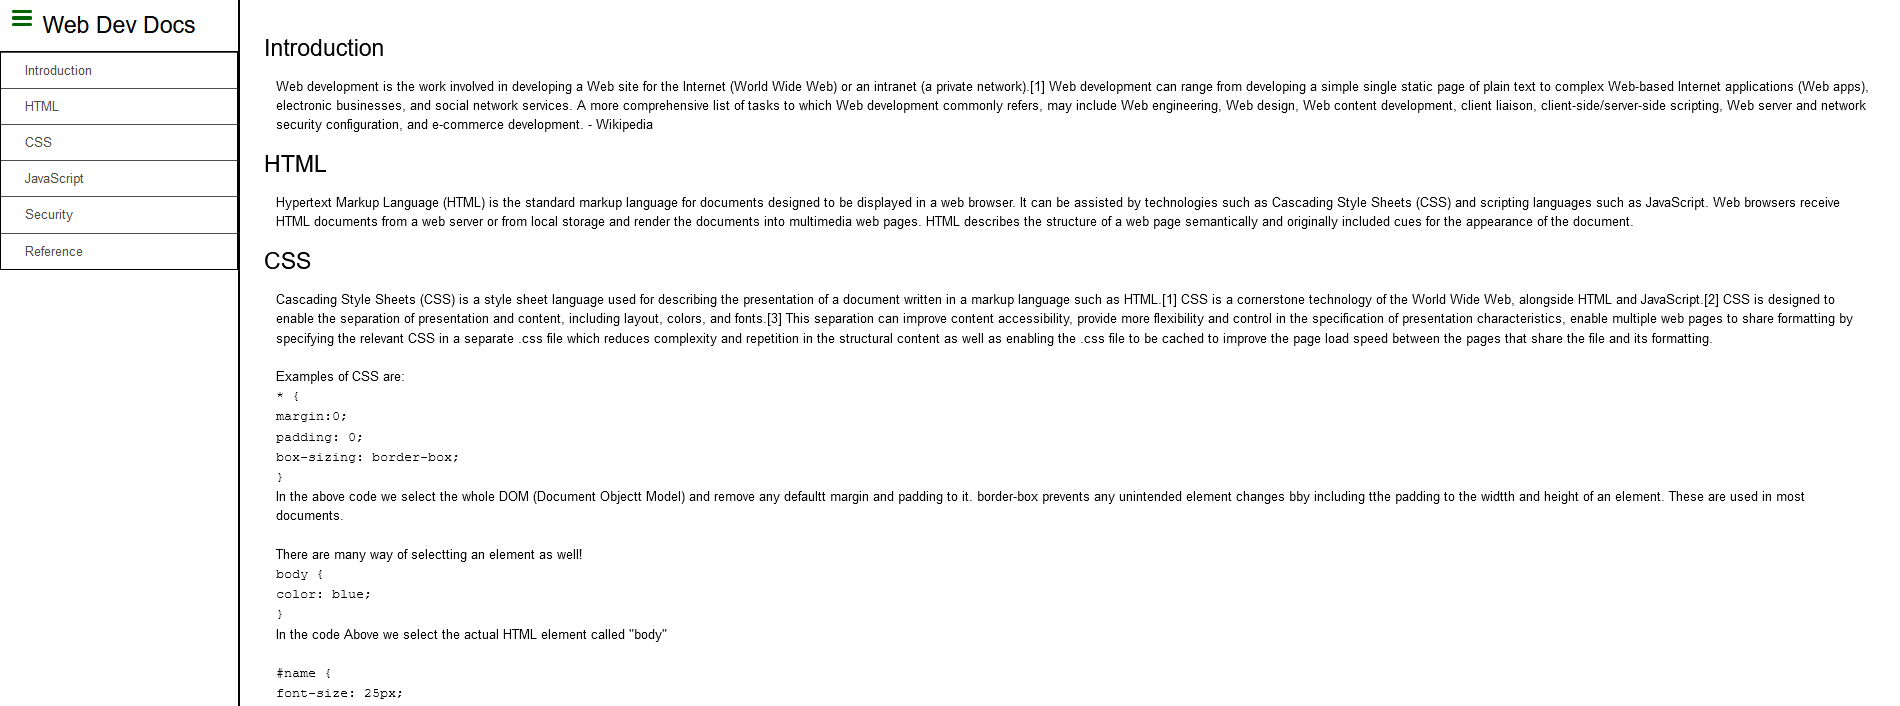 Web Dev Docs
Introduction
HTML
CSS
JavaScript
Security
Reference
Introduction
Web development is the work involved in developing a Web site for the Internet (World Wide Web) or an intranet (a private network).[1] Web development can range from developing a simple single static page of plain text to complex Web-based Internet applications (Web apps),
electronic businesses, and social network services. A more comprehensive list of tasks to which Web development commonly refers, may include Web engineering, Web design, Web content development, client liaison, client-side/server-side scripting, Web server and network
security configuration, and e-commerce development. - Wikipedia
HTML
Hypertext Markup Language (HTML) is the standard markup language for documents designed to be displayed in a web browser. It can be assisted by technologies such as Cascading Style Sheets (CSS) and scripting languages such as JavaScript. Web browsers receive
HTML documents from a web server or from local storage and render the documents into multimedia web pages. HTML describes the structure of a web page semantically and originally included cues for the appearance of the document.
CSS
Cascading Style Sheets (CSS) is a style sheet language used for describing the presentation of a document written in a markup language such as HTML.[1] CSS is a cornerstone technology of the World Wide Web, alongside HTML and JavaScript.[2] CSS is designed to
enable the separation of presentation and content, including layout, colors, and fonts.[3] This separation can improve content accessibility, provide more flexibility and control in the specification of presentation characteristics, enable multiple web pages to share formatting by
specifying the relevant CSS in a separate .css file which reduces complexity and repetition in the structural content as well as enabling the .css file to be cached to improve the page load speed between the pages that share the file and its formatting.
Examples of CSS are:
* {
margin:0;
padding: 0;
box-sizing: border-box;
}
In the above code we select the whole DOM (Document Objectt Model) and remove any defaultt margin and padding to it. border-box prevents any unintended element changes bby including tthe padding to the widtth and height of an element. These are used in most
documents.
There are many way of selectting an element as well!
body {
color: blue;
}
In the code Above we select the actual HTML element called "body"
#name {
font-size: 25px;